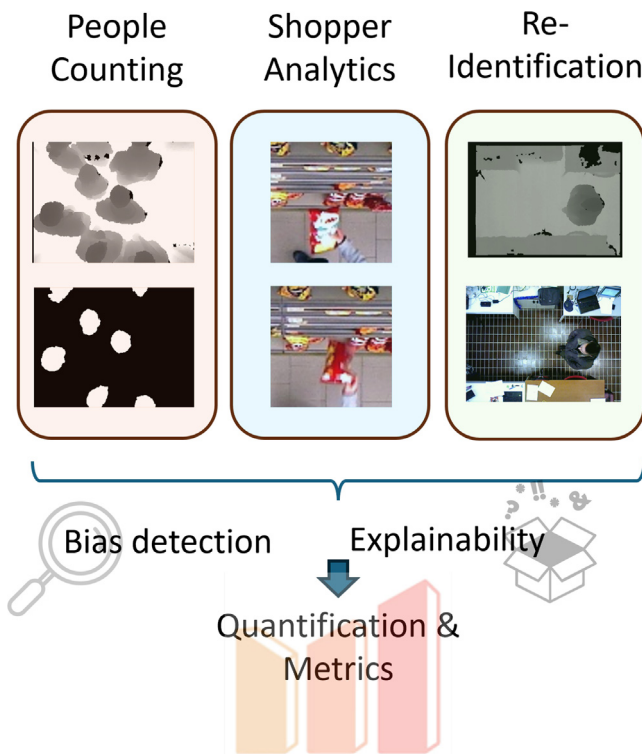 People
Counting
Shopper
Analytics
Re-
Identification
?*!!*&
Bias detection
Explainability
Quantification &
Metrics